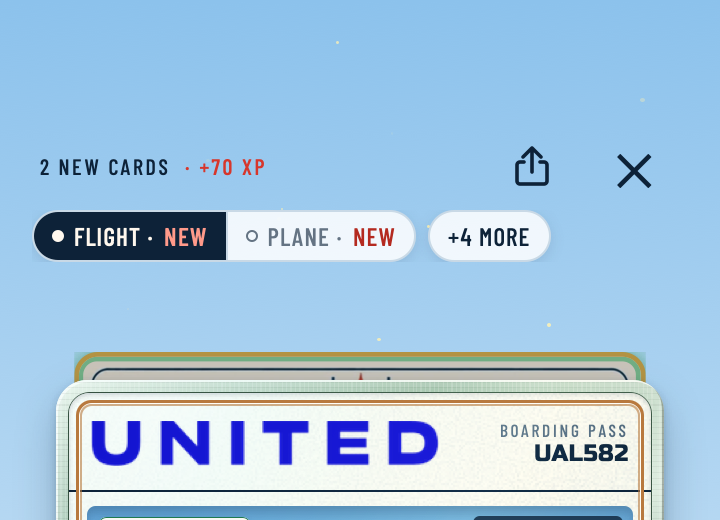 2 NEW CARDS · +70 XP
FLIGHT · NEW
PLANE · NEW
+4 MORE
UNITED
BOARDING PASS
UAL582